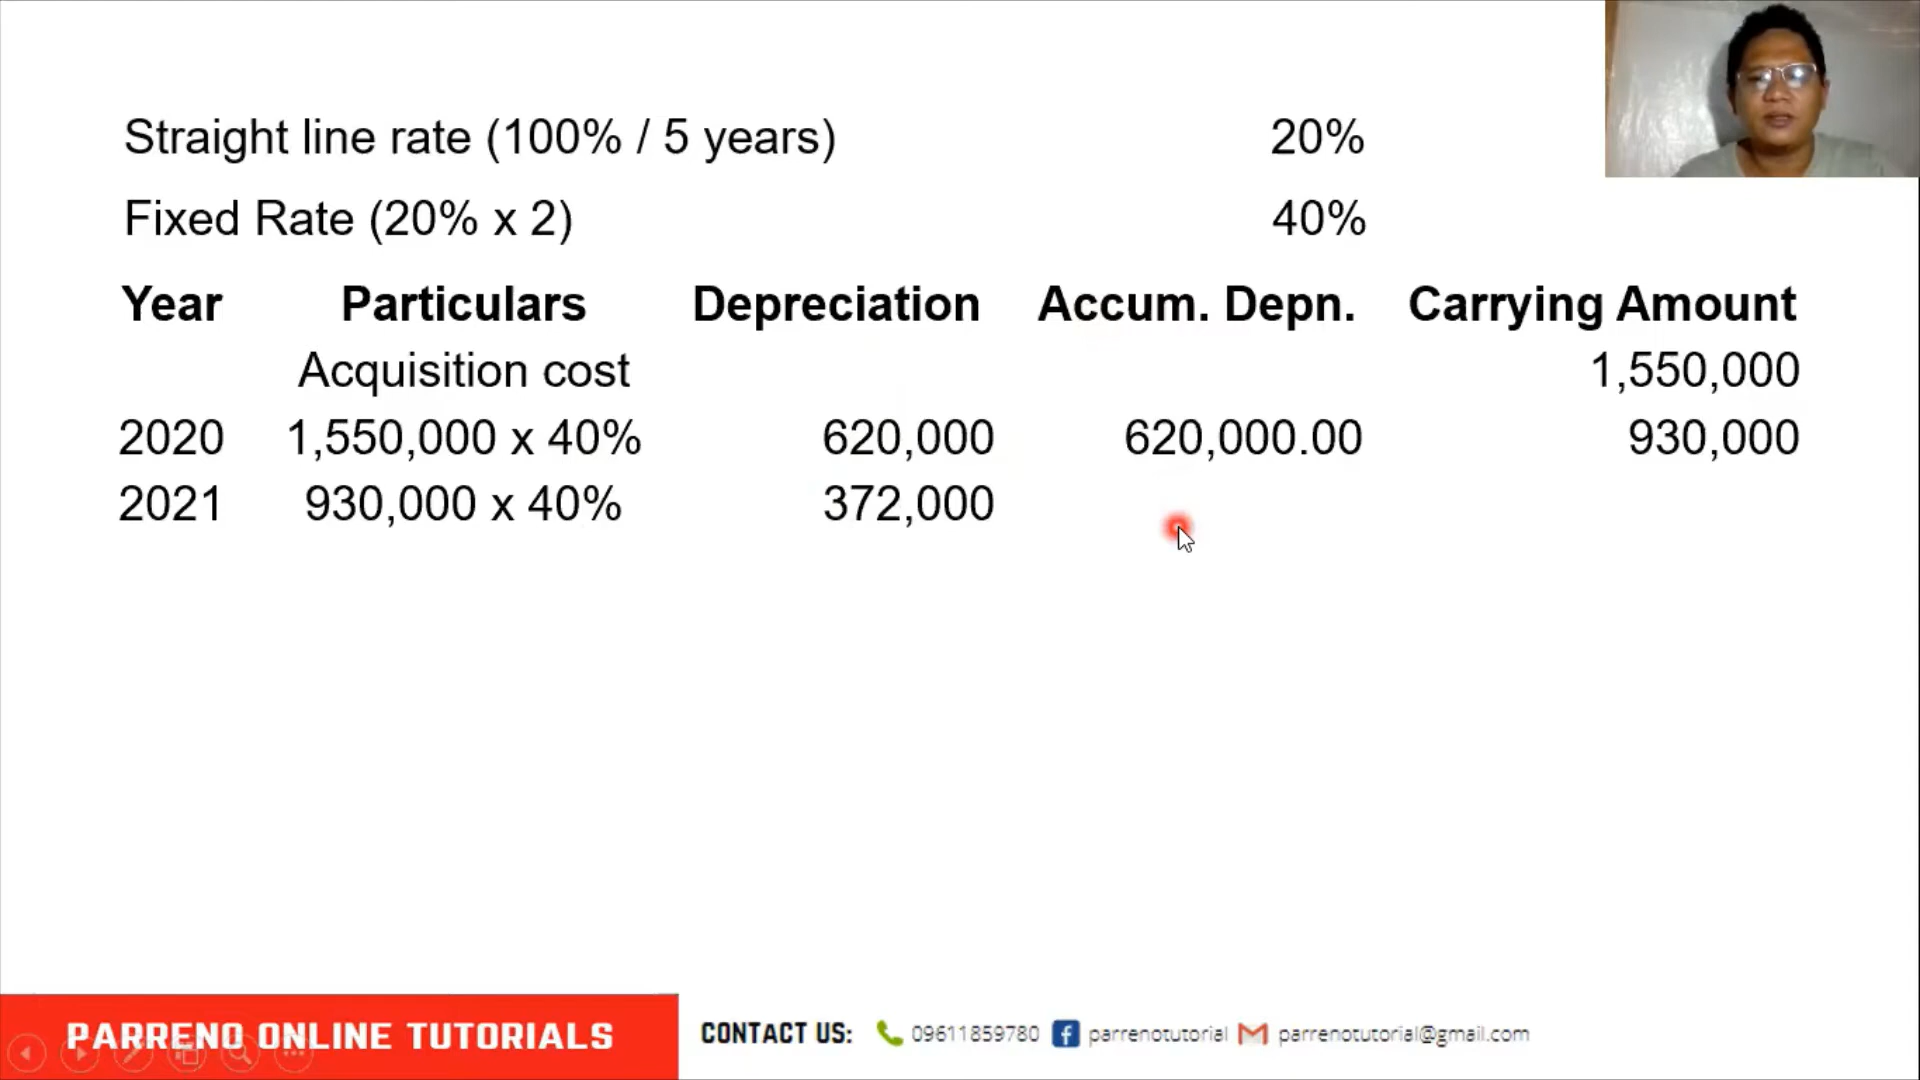 Straight line rate (100% / 5 years) 20%
Fixed Rate (20% x 2) 40%
Year Particulars Depreciation Accum. Depn. Carrying Amount
Acquisition cost 1,550,000
2020 1,550,000 x 40% 620,000 620,000.00 930,000
2021 930,000 x 40% 372,000
PARRENO ONLINE TUTORIALS
CONTACT US: 09611859780 parrenotutorial parrenotutorial@gmail.com